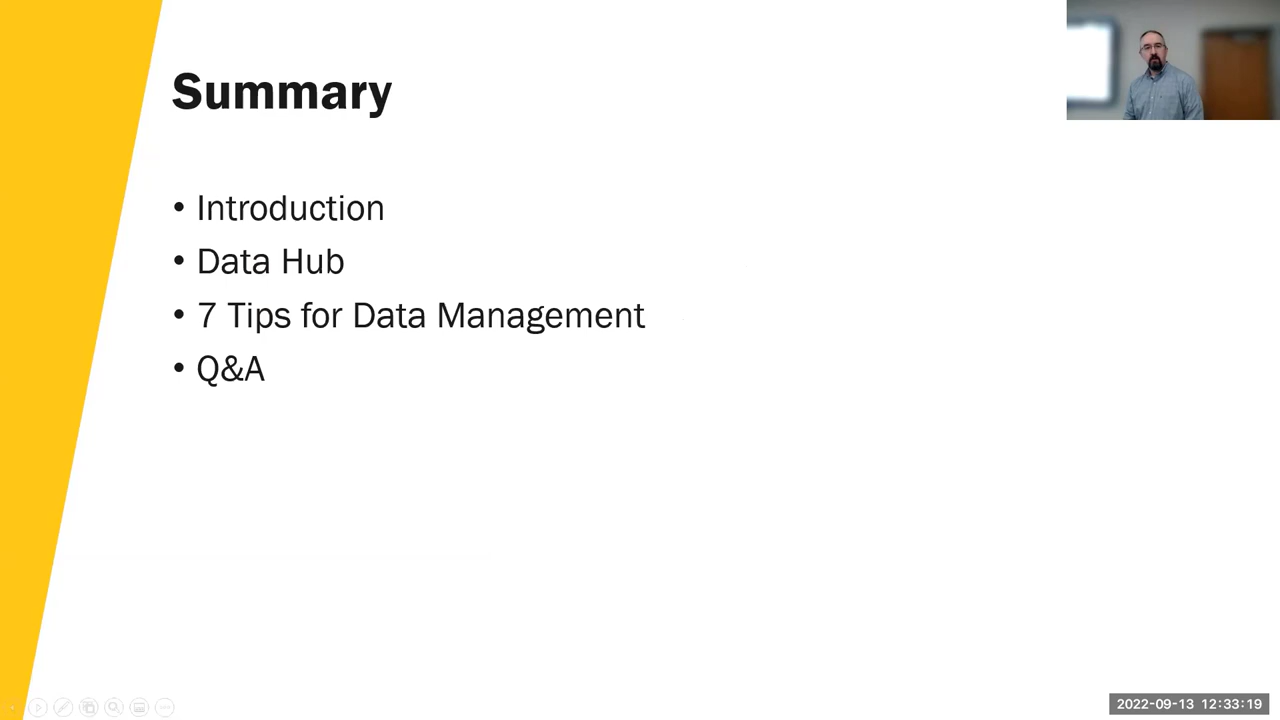 Summary
• Introduction
• Data Hub
• 7 Tips for Data Management
• Q&A
2022-09-13 12:33:19